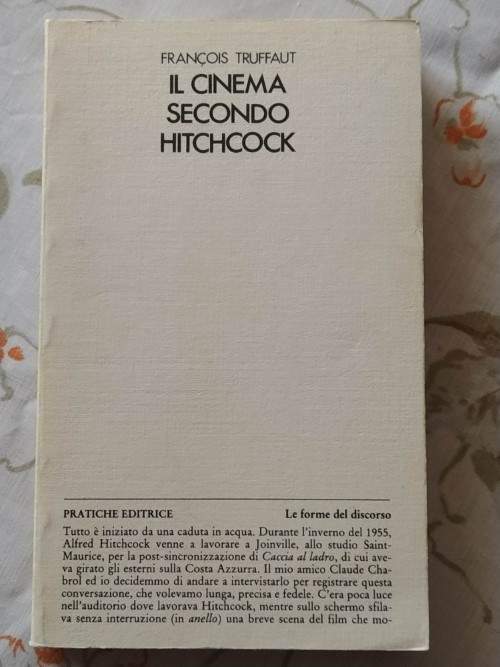 FRANÇOIS TRUFFAUT
IL CINEMA
SECONDO
HITCHCOCK
PRATICHE EDITRICE Le forme del discorso
Tutto è iniziato da una caduta in acqua. Durante l'inverno del 1955,
Alfred Hitchcock venne a lavorare a Joinville, allo studio Saint-
Maurice, per la post-sincronizzazione di Caccia al ladro, di cui ave-
va girato gli esterni sulla Costa Azzurra. Il mio amico Claude Cha-
brol ed io decidemmo di andare a intervistarlo per registrare questa
conversazione, che volevamo lunga, precisa e fedele. C'era poca luce
nell'auditorio dove lavorava Hitchcock, mentre sullo schermo sfila-
va senza interruzione (in anello) una breve scena del film che mo-